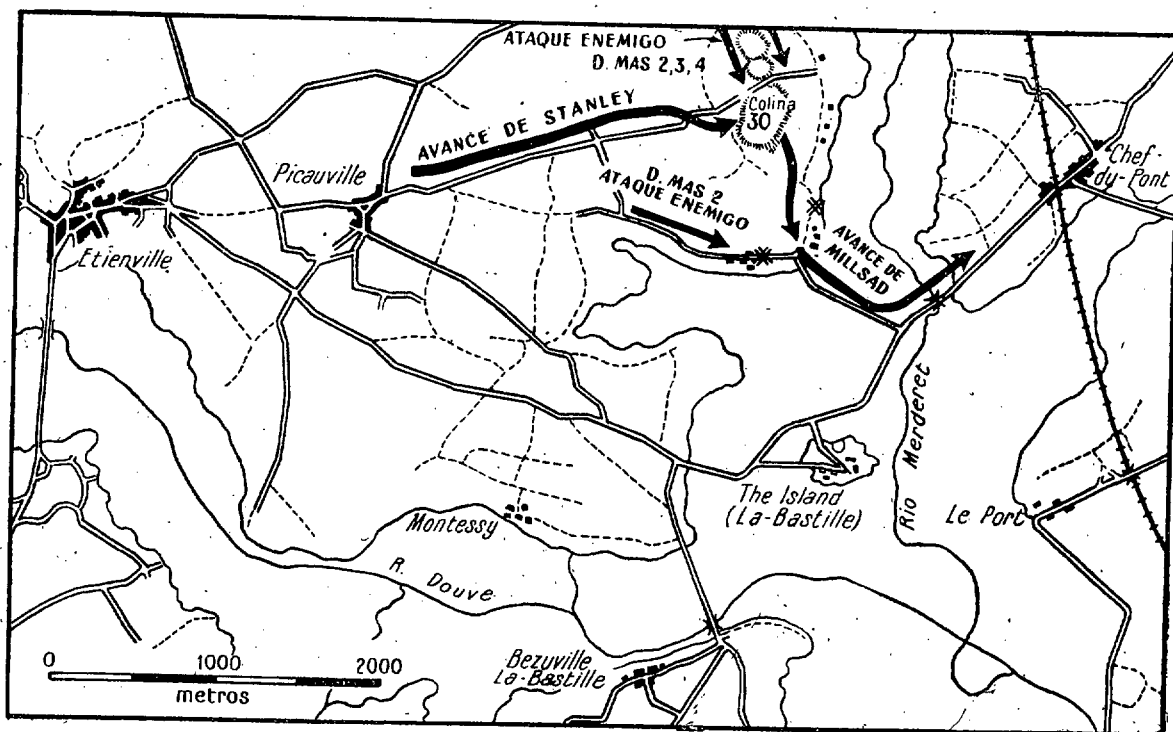 ATAQUE ENEMIGO
D. MAS 2,3,4
AVANCE DE STANLEY
Colina
30
Picauville
Chef-
du-Pont
D. MAS 2
ATAQUE ENEMIGO
Etienville
AVANCE DE
MILLSAD
Rio Merderet
The Island
(La-Bastille)
Le Port
Montessy
R. Douve
0 1000 2000
metros
Bezuville
La-Bastille